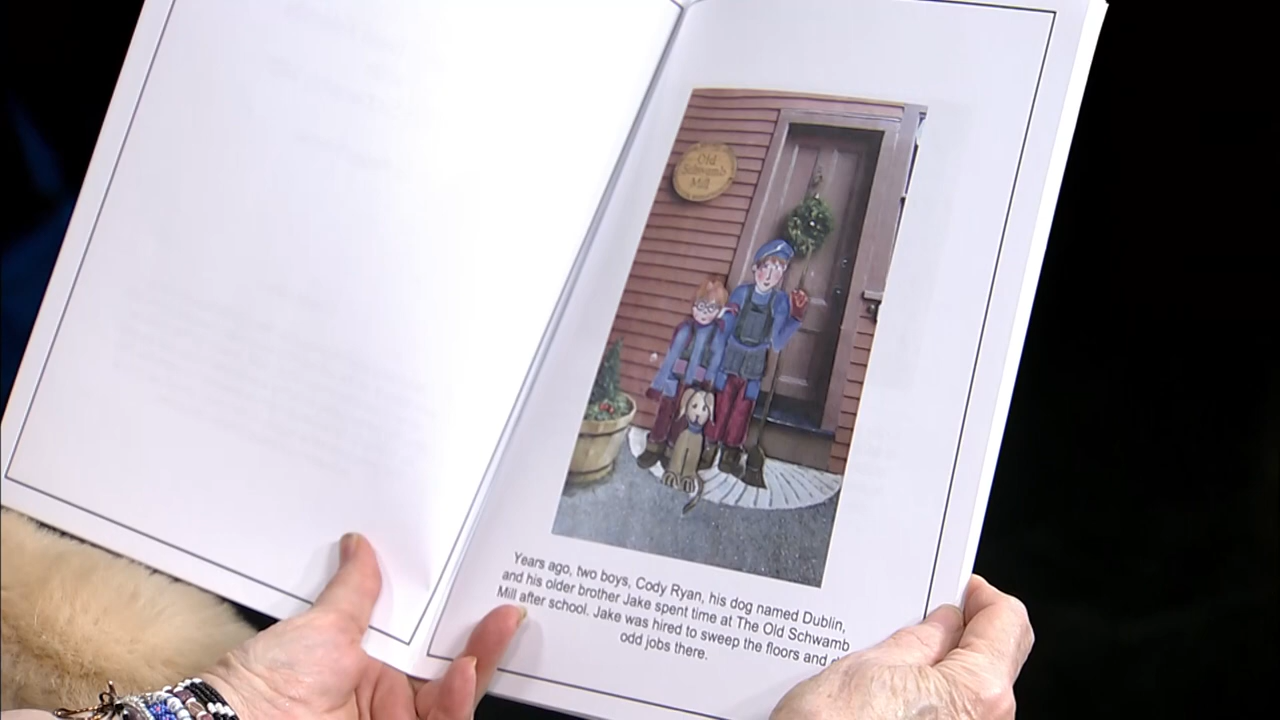 Old
Schwamb
Mill
Years ago, two boys, Cody Ryan, his dog named Dublin,
and his older brother Jake spent time at The Old Schwamb
Mill after school. Jake was hired to sweep the floors and
odd jobs there.